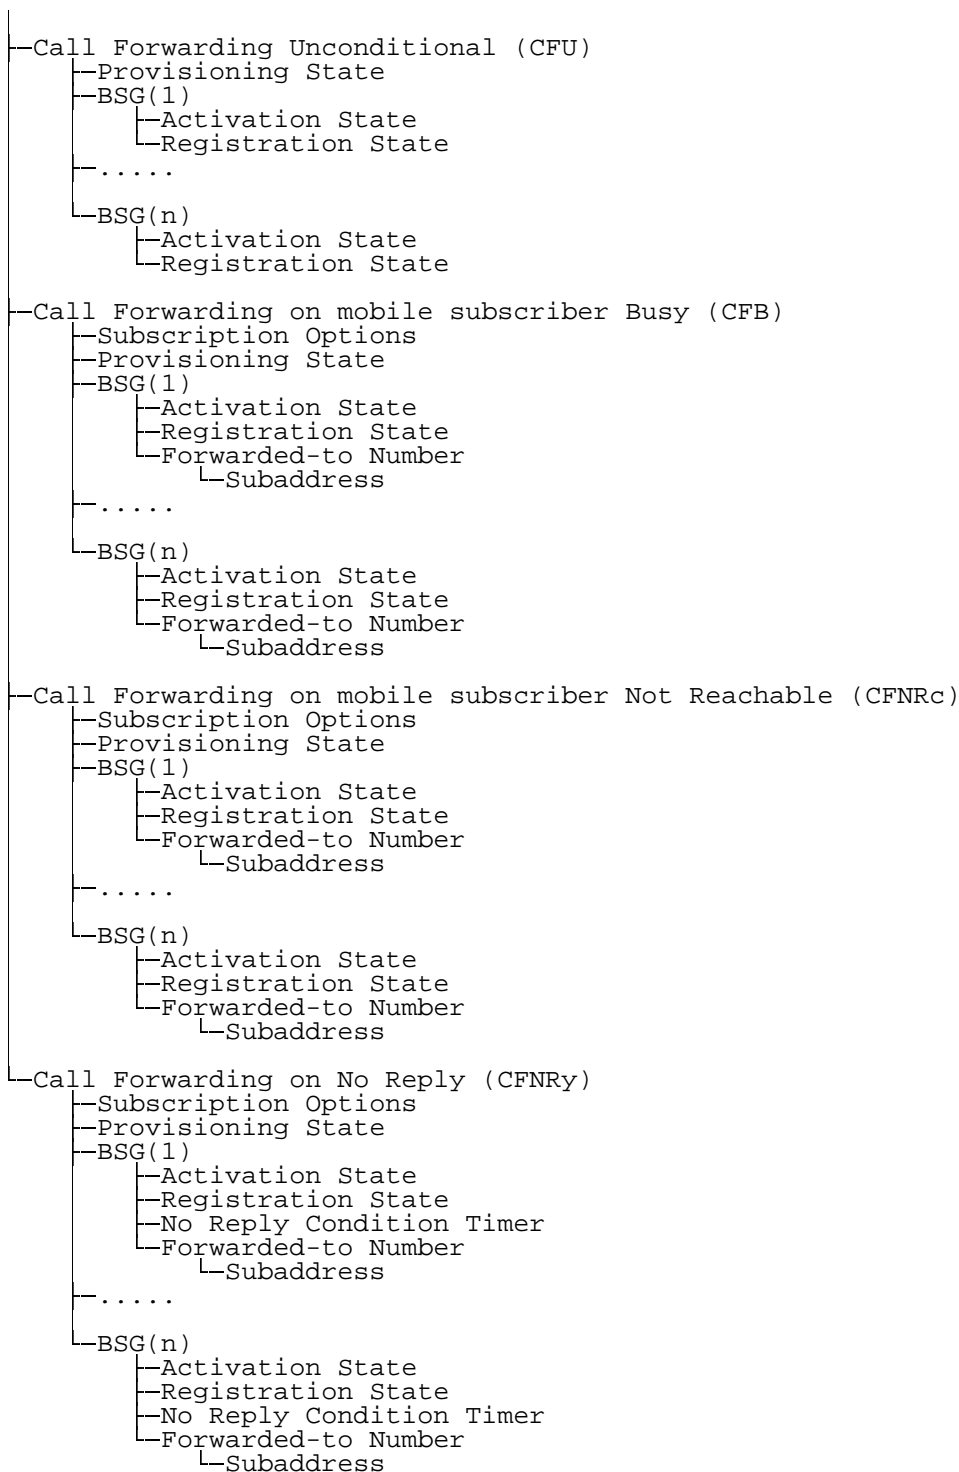 Call Forwarding Unconditional (CFU)
Provisioning State
BSG(1)
Activation State
Registration State
.....
BSG(n)
Activation State
Registration State
Call Forwarding on mobile subscriber Busy (CFB)
Subscription Options
Provisioning State
BSG(1)
Activation State
Registration State
Forwarded-to Number
Subaddress
.....
BSG(n)
Activation State
Registration State
Forwarded-to Number
Subaddress
Call Forwarding on mobile subscriber Not Reachable (CFNRc)
Subscription Options
Provisioning State
BSG(1)
Activation State
Registration State
Forwarded-to Number
Subaddress
.....
BSG(n)
Activation State
Registration State
Forwarded-to Number
Subaddress
Call Forwarding on No Reply (CFNRy)
Subscription Options
Provisioning State
BSG(1)
Activation State
Registration State
No Reply Condition Timer
Forwarded-to Number
Subaddress
.....
BSG(n)
Activation State
Registration State
No Reply Condition Timer
Forwarded-to Number
Subaddress